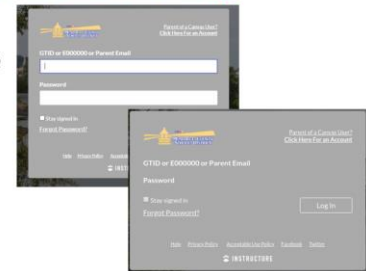 Parent of a Canvas User?
Click Here For an Account
GTID or E000000 or Parent Email
Password
Stay signed in
Forgot Password?
Help Privacy Policy
INST
Parent of a Canvas User?
Click Here For an Account
GTID or E000000 or Parent Email
Password
Stay signed in
Forgot Password?
Log In
Help Privacy Policy Acceptable Use Policy Facebook Twitter
INSTRUCTURE